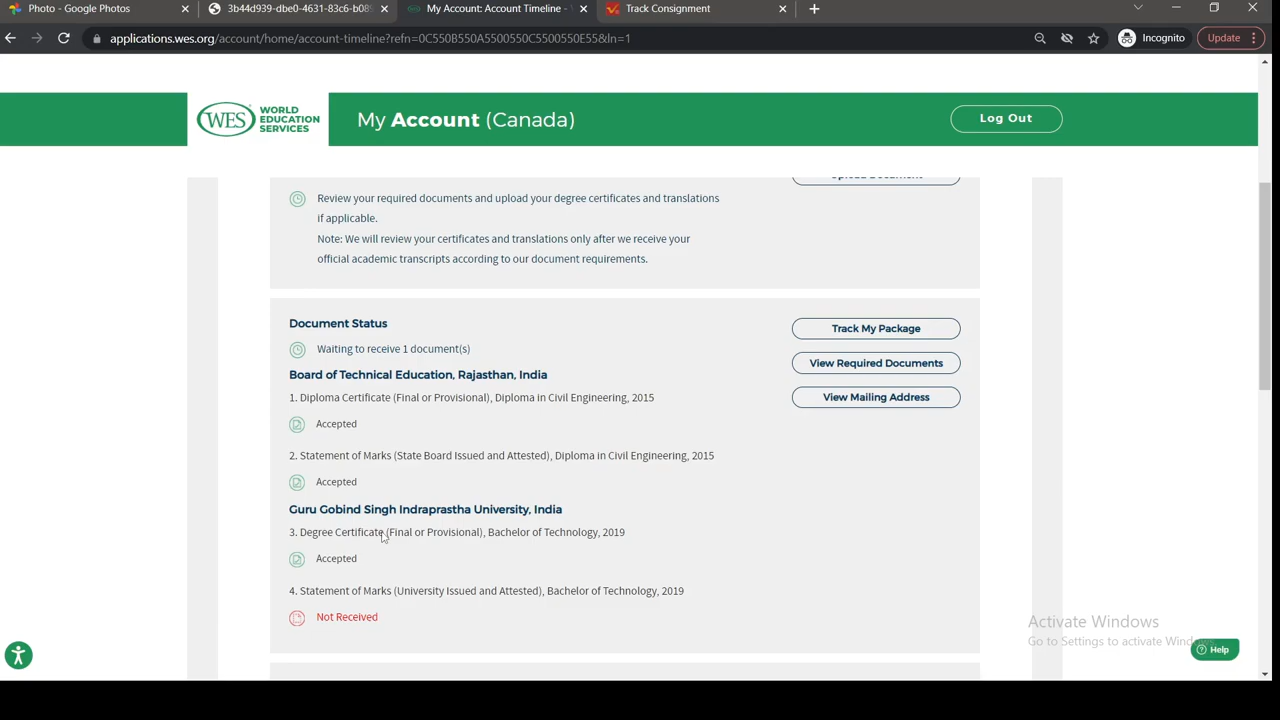 Photo - Google Photos
3b44d939-dbe0-4631-83c6-b089
My Account: Account Timeline -
Track Consignment
applications.wes.org/account/home/account-timeline?refn=0C550B550A5500550C5500550E55&ln=1
Incognito
Update
WES
WORLD
EDUCATION
SERVICES
My Account (Canada)
Log Out
Upload Document
Review your required documents and upload your degree certificates and translations
if applicable.
Note: We will review your certificates and translations only after we receive your
official academic transcripts according to our document requirements.
Document Status
Waiting to receive 1 document(s)
Track My Package
View Required Documents
View Mailing Address
Board of Technical Education, Rajasthan, India
1. Diploma Certificate (Final or Provisional), Diploma in Civil Engineering, 2015
Accepted
2. Statement of Marks (State Board Issued and Attested), Diploma in Civil Engineering, 2015
Accepted
Guru Gobind Singh Indraprastha University, India
3. Degree Certificate (Final or Provisional), Bachelor of Technology, 2019
Accepted
4. Statement of Marks (University Issued and Attested), Bachelor of Technology, 2019
Not Received
Activate Windows
Go to Settings to activate Windows.
Help